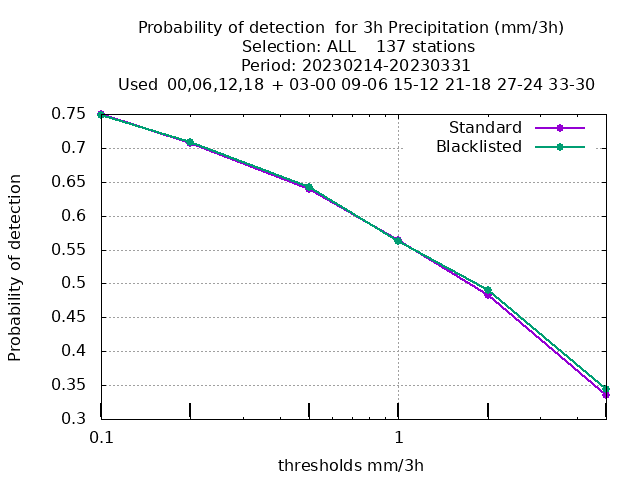 Probability of detection  for 3h Precipitation (mm/3h)
Selection: ALL    137 stations
Period: 20230214-20230331
Used  00,06,12,18  + 03-00 09-06 15-12 21-18 27-24 33-30
Standard
Blacklisted
Probability of detection
0.75
0.7
0.65
0.6
0.55
0.5
0.45
0.4
0.35
0.3
0.1
1
thresholds mm/3h